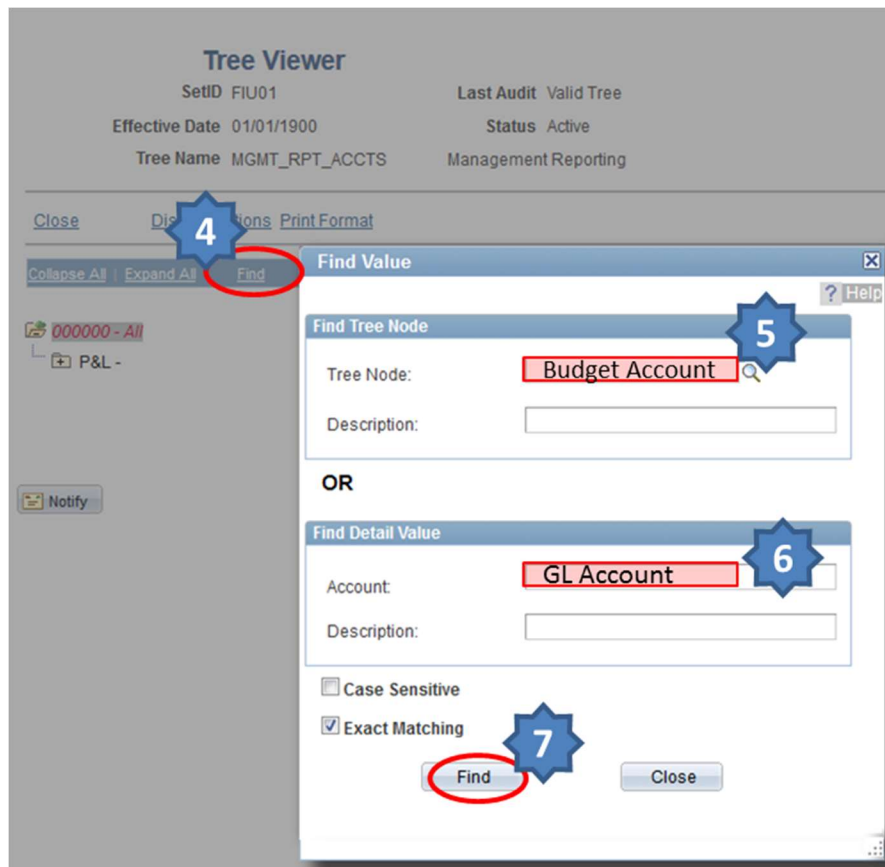 Tree Viewer
SetID FIU01 Last Audit Valid Tree
Effective Date 01/01/1900 Status Active
Tree Name MGMT_RPT_ACCTS Management Reporting
Close Dis 4 ions Print Format
Collapse All | Expand All Find
000000 - All
P&L -
Notify
Find Value
? Help
Find Tree Node
5
Tree Node: Budget Account
Description:
OR
Find Detail Value
6
Account: GL Account
Description:
Case Sensitive
Exact Matching
7
Find Close